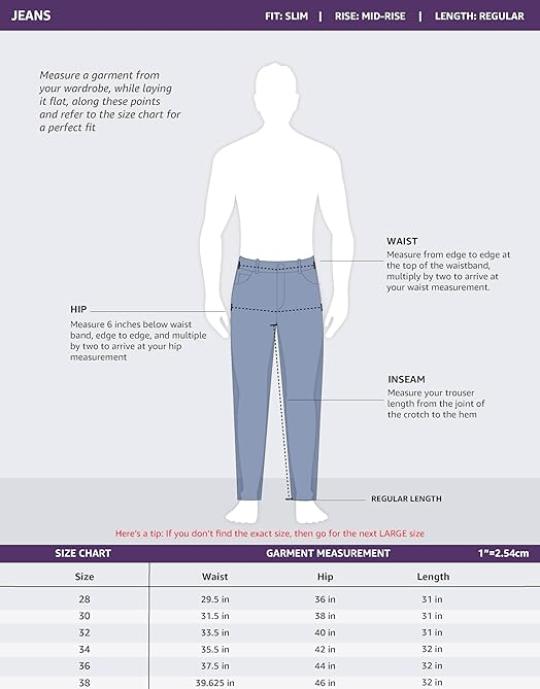 JEANS
FIT: SLIM | RISE: MID-RISE | LENGTH: REGULAR
Measure a garment from
your wardrobe, while laying
it flat, along these points
and refer to the size chart for
a perfect fit
WAIST
Measure from edge to edge at
the top of the waistband,
multiply by two to arrive at
your waist measurement.
HIP
Measure 6 inches below waist
band, edge to edge, and multiple
by two to arrive at your hip
measurement
INSEAM
Measure your trouser
length from the joint of
the crotch to the hem
REGULAR LENGTH
Here's a tip: If you don't find the exact size, then go for the next LARGE size
SIZE CHART GARMENT MEASUREMENT 1"=2.54cm
Size Waist Hip Length
28 29.5 in 36 in 31 in
30 31.5 in 38 in 31 in
32 33.5 in 40 in 31 in
34 35.5 in 42 in 32 in
36 37.5 in 44 in 32 in
38 39.625 in 46 in 32 in